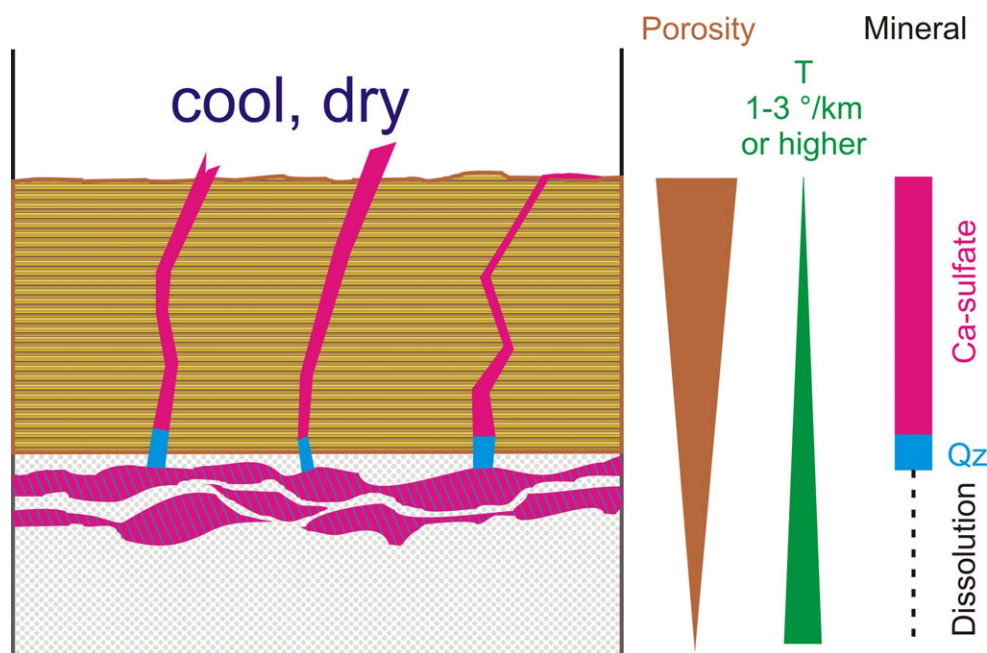 Porosity
Mineral
cool, dry
T
1-3 °/km
or higher
Ca-sulfate
Qz
Dissolution